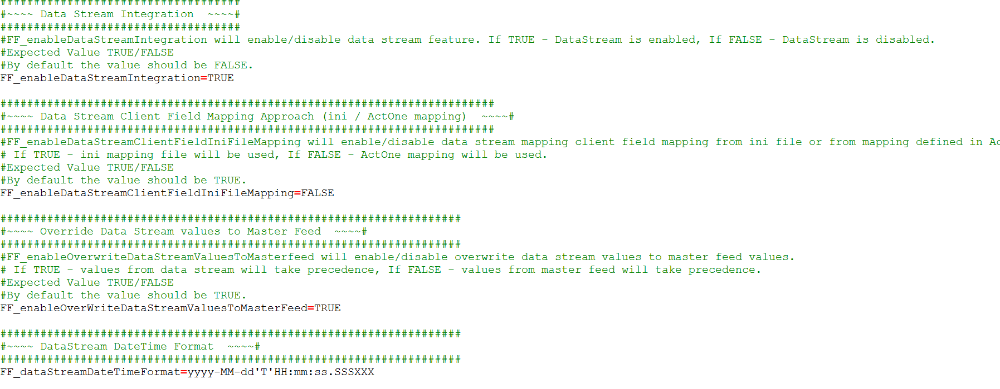 ####################################
#~~~~ Data Stream Integration  ~~~~#
####################################
#FF_enableDataStreamIntegration will enable/disable data stream feature. If TRUE - DataStream is enabled, If FALSE - DataStream is disabled.
#Expected Value TRUE/FALSE
#By default the value should be FALSE.
FF_enableDataStreamIntegration=TRUE
##########################################################################
#~~~~ Data Stream Client Field Mapping Approach (ini / ActOne mapping)  ~~~~#
##########################################################################
#FF_enableDataStreamClientFieldIniFileMapping will enable/disable data stream mapping client field mapping from ini file or from mapping defined in Ac
# If TRUE - ini mapping file will be used, If FALSE - ActOne mapping will be used.
#Expected Value TRUE/FALSE
#By default the value should be TRUE.
FF_enableDataStreamClientFieldIniFileMapping=FALSE
#####################################################################
#~~~~ Override Data Stream values to Master Feed  ~~~~#
#####################################################################
#FF_enableOverwriteDataStreamValuesToMasterfeed will enable/disable overwrite data stream values to master feed values.
# If TRUE - values from data stream will take precedence, If FALSE - values from master feed will take precedence.
#Expected Value TRUE/FALSE
#By default the value should be TRUE.
FF_enableOverWriteDataStreamValuesToMasterFeed=TRUE
#####################################################################
#~~~~ DataStream DateTime Format  ~~~~#
#####################################################################
FF_dataStreamDateTimeFormat=yyyy-MM-dd'T'HH:mm:ss.SSSXXX